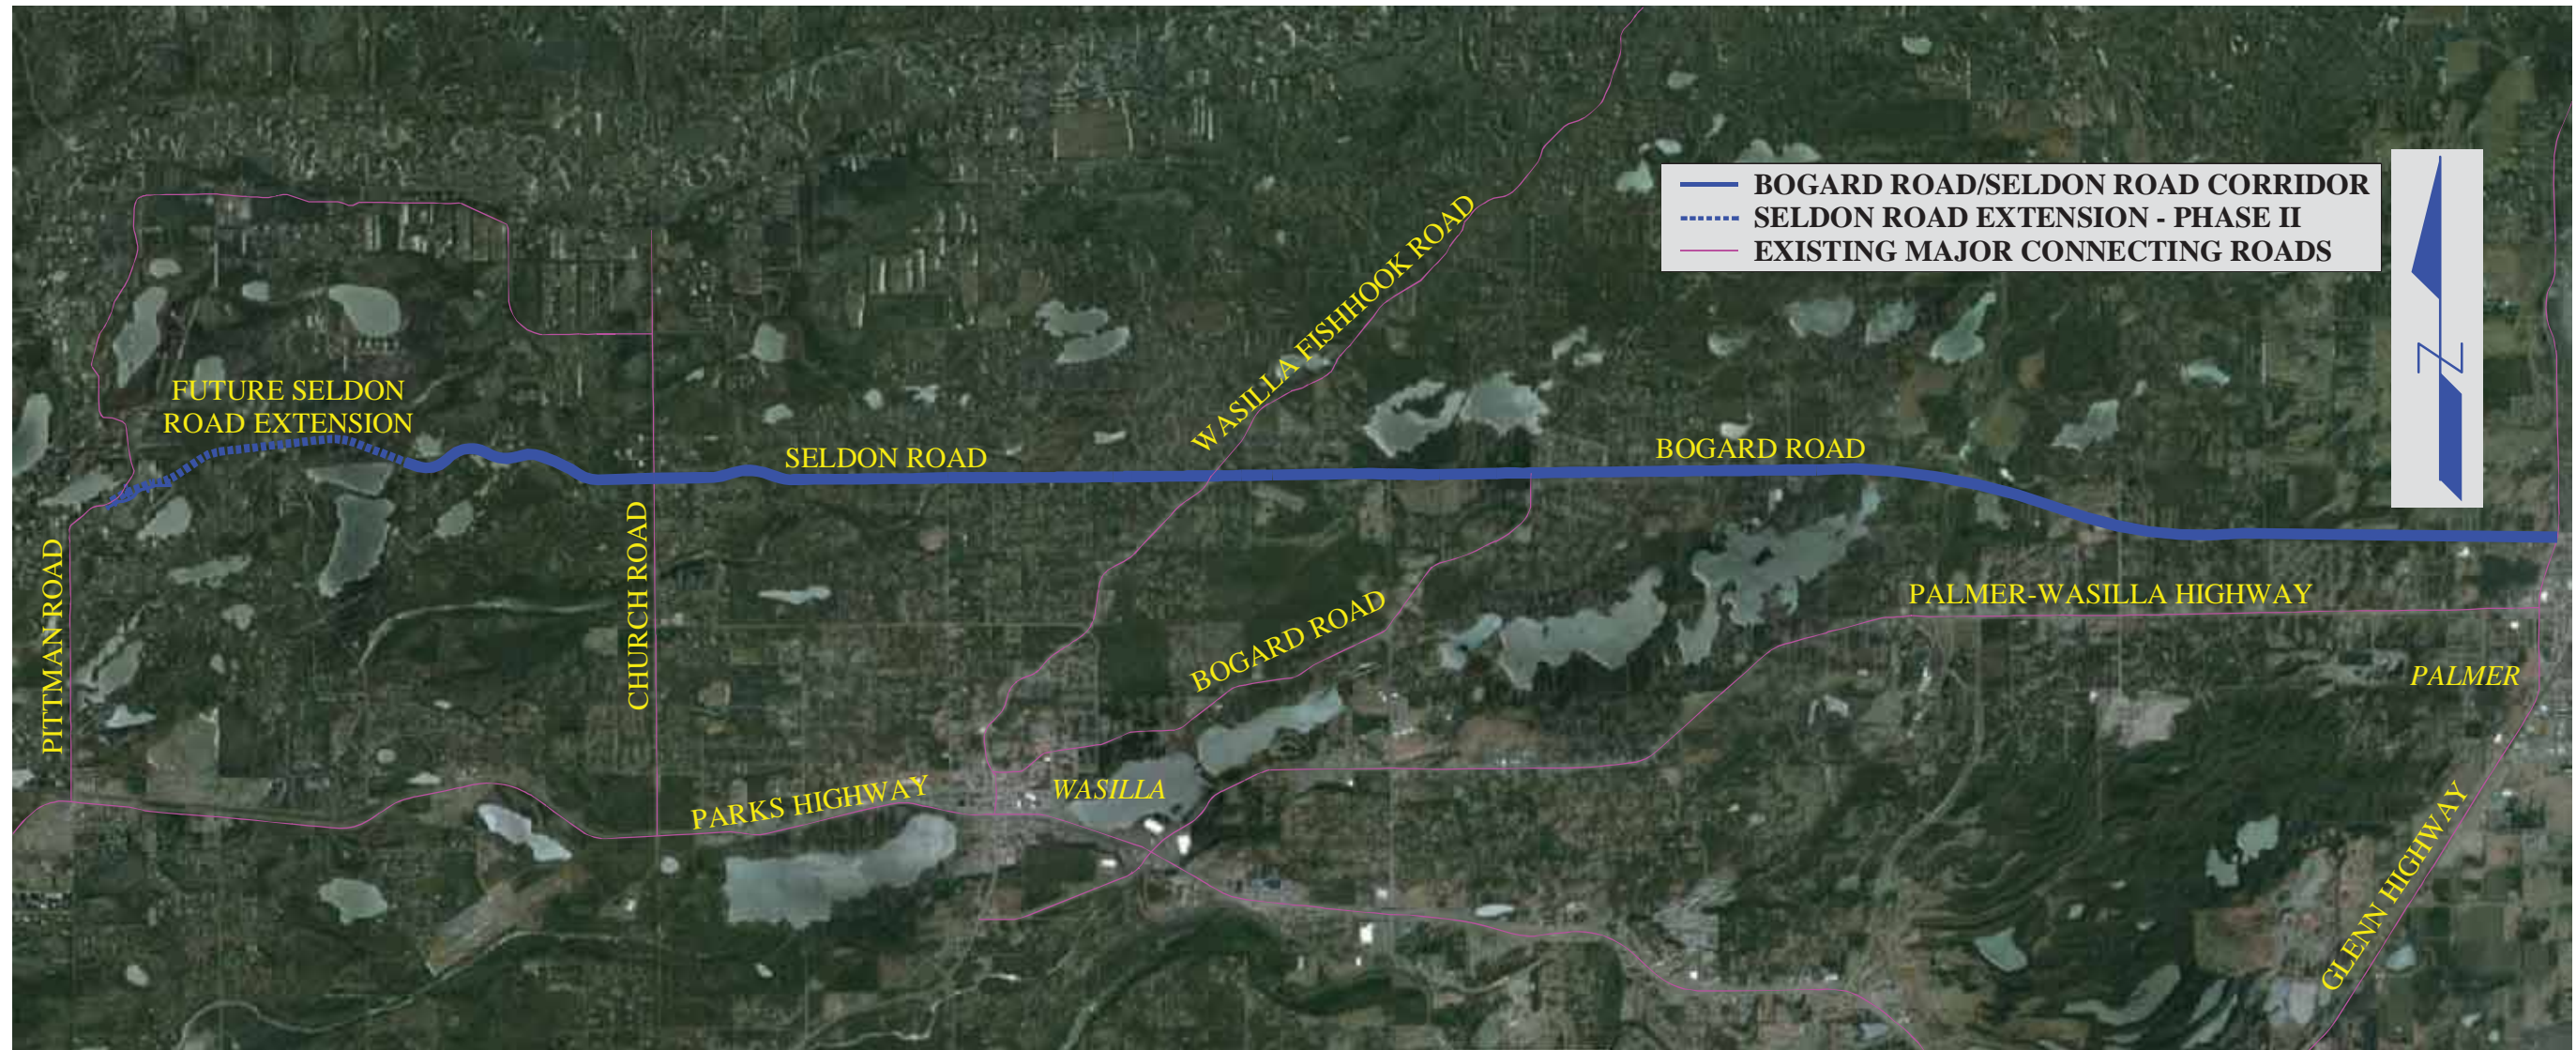 BOGARD ROAD/SELDON ROAD CORRIDOR
SELDON ROAD EXTENSION - PHASE II
EXISTING MAJOR CONNECTING ROADS
N
WASILLA FISHHOOK ROAD
FUTURE SELDON
ROAD EXTENSION
SELDON ROAD
BOGARD ROAD
PITTMAN ROAD
CHURCH ROAD
BOGARD ROAD
PALMER-WASILLA HIGHWAY
PALMER
PARKS HIGHWAY
WASILLA
GLENN HIGHWAY